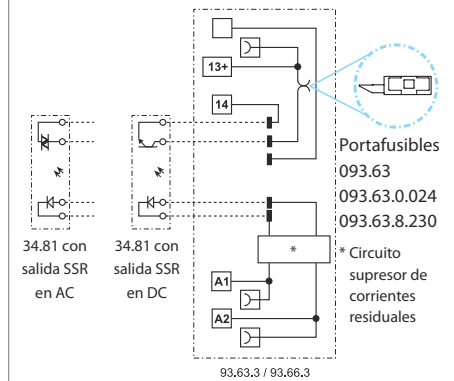 13+
14
Portafusibles
093.63
093.63.0.024
093.63.8.230
34.81 con
salida SSR
en AC
34.81 con
salida SSR
en DC
*
* Circuito
supresor de
corrientes
residuales
A1
A2
93.63.3 / 93.66.3